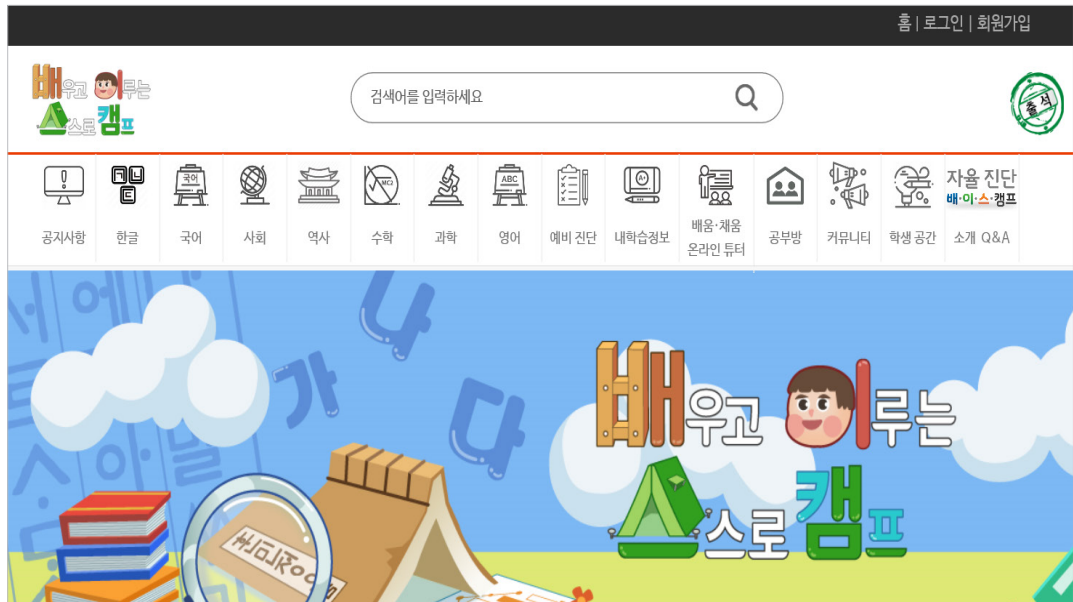 홈 | 로그인 | 회원가입
배우고 이루는
스스로 캠프
검색어를 입력하세요
출석
ㄱ ㄴ
ㄷ
국어
√MC2
ABC
A+
자율 진단
배·이·스·캠프
공지사항 한글 국어 사회 역사 수학 과학 영어 예비 진단 내학습정보 배움·채움 공부방 커뮤니티 학생 공간 소개 Q&A
온라인 튜터
가 나 다
배우고 이루는
스스로 캠프